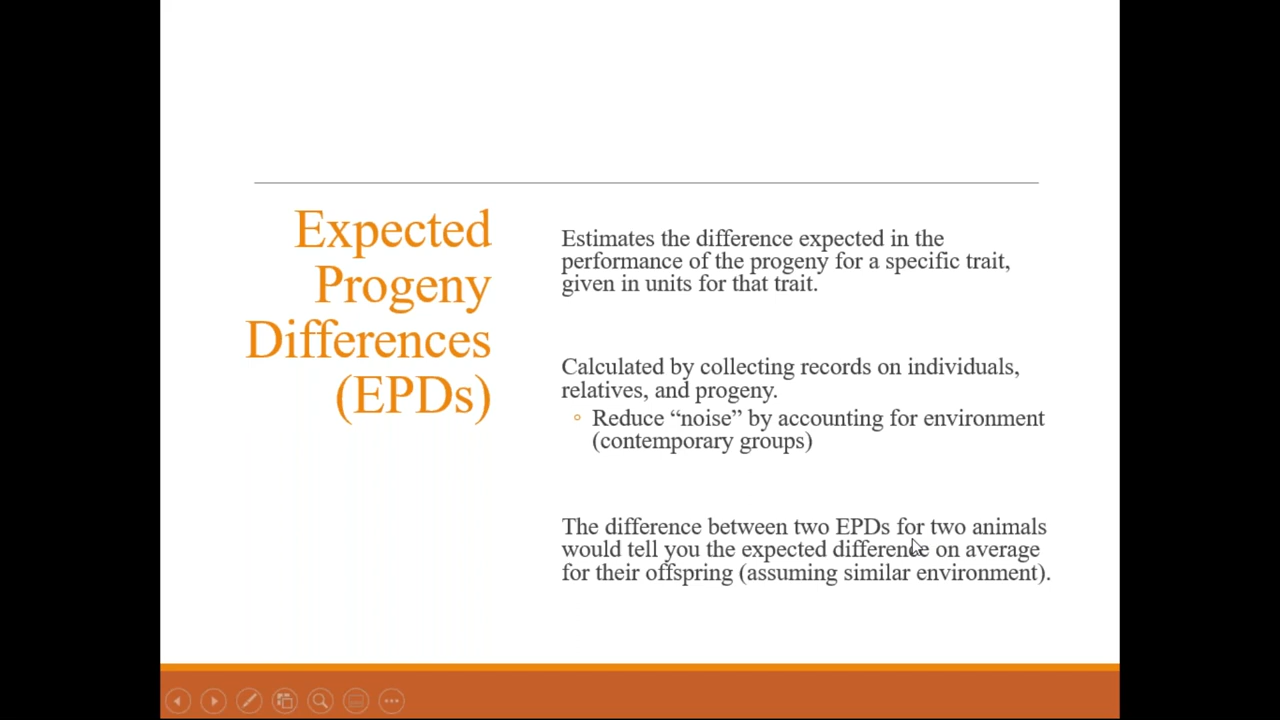 Expected
Progeny
Differences
(EPDs)
Estimates the difference expected in the
performance of the progeny for a specific trait,
given in units for that trait.
Calculated by collecting records on individuals,
relatives, and progeny.
Reduce “noise” by accounting for environment
(contemporary groups)
The difference between two EPDs for two animals
would tell you the expected difference on average
for their offspring (assuming similar environment).